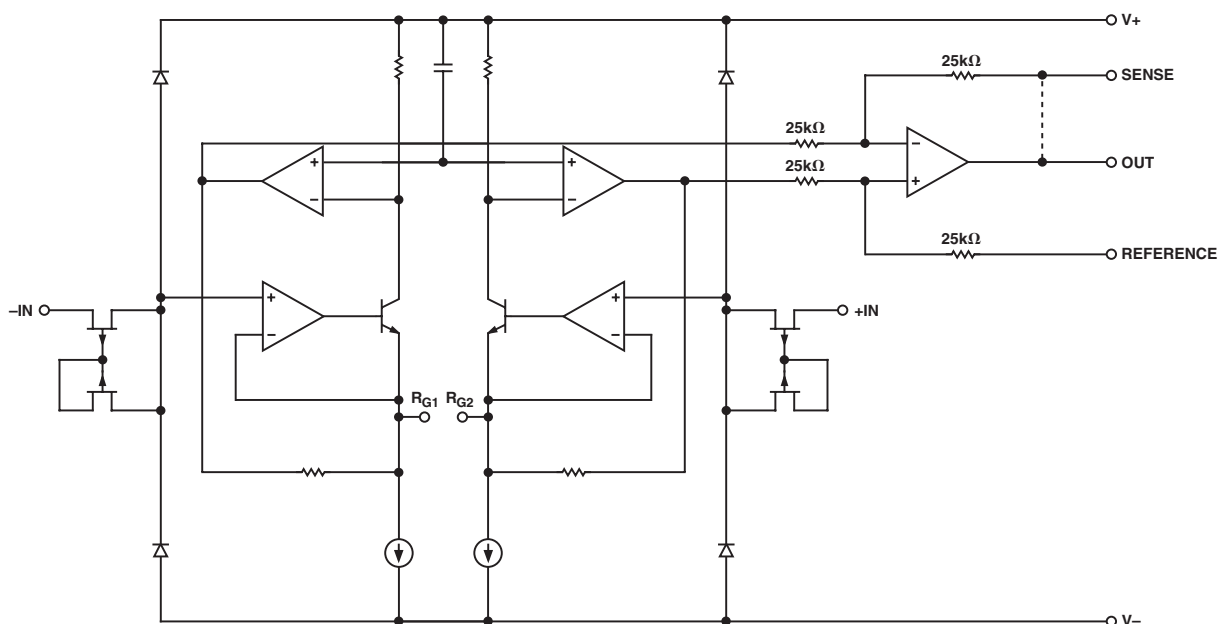 V+
25kΩ
SENSE
25kΩ
–
25kΩ
OUT
+
+
+
–
–
25kΩ
REFERENCE
+
+
–IN
+IN
–
–
RG1
RG2
V–